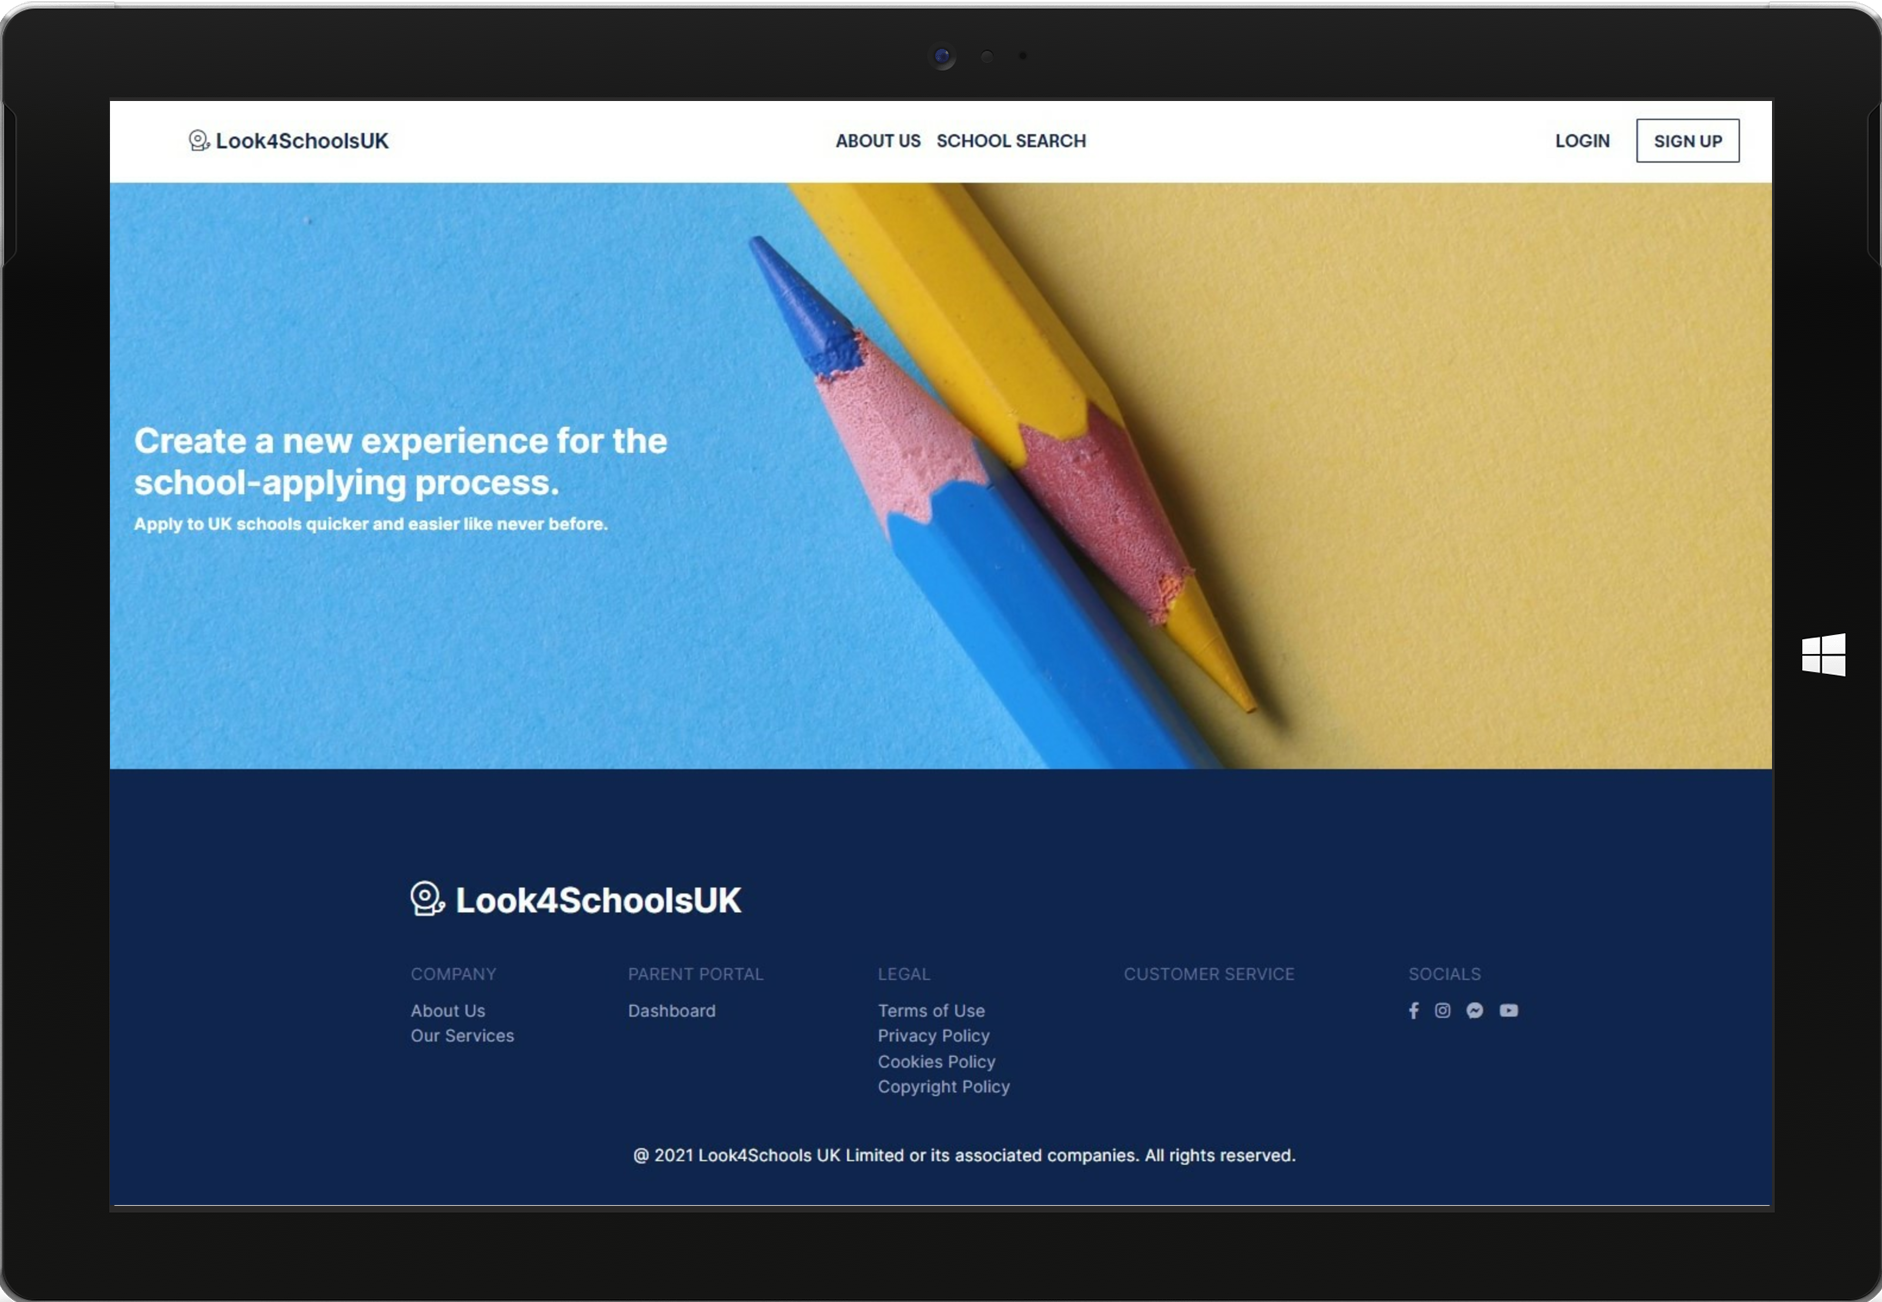 Look4SchoolsUK
ABOUT US SCHOOL SEARCH
LOGIN SIGN UP
Create a new experience for the
school-applying process.
Apply to UK schools quicker and easier like never before.
Look4SchoolsUK
COMPANY
About Us
Our Services
PARENT PORTAL
Dashboard
LEGAL
Terms of Use
Privacy Policy
Cookies Policy
Copyright Policy
CUSTOMER SERVICE
SOCIALS
@ 2021 Look4Schools UK Limited or its associated companies. All rights reserved.